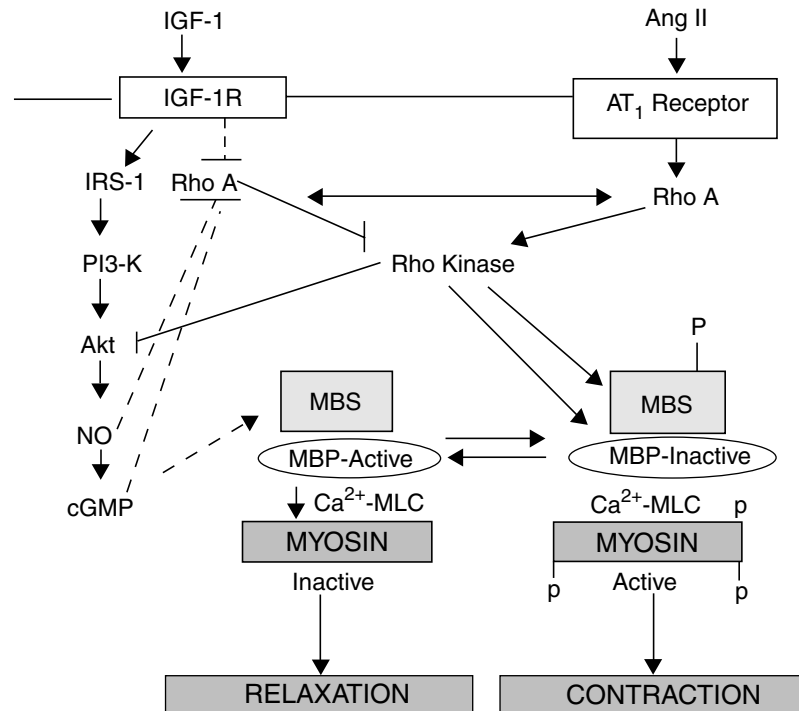 IGF-1
Ang II
IGF-1R
AT₁ Receptor
IRS-1
Rho A
Rho A
PI3-K
Rho Kinase
Akt
P
MBS
MBS
NO
MBP-Active
MBP-Inactive
cGMP
Ca²⁺-MLC
Ca²⁺-MLC
p
MYOSIN
MYOSIN
Inactive
p
Active
p
RELAXATION
CONTRACTION